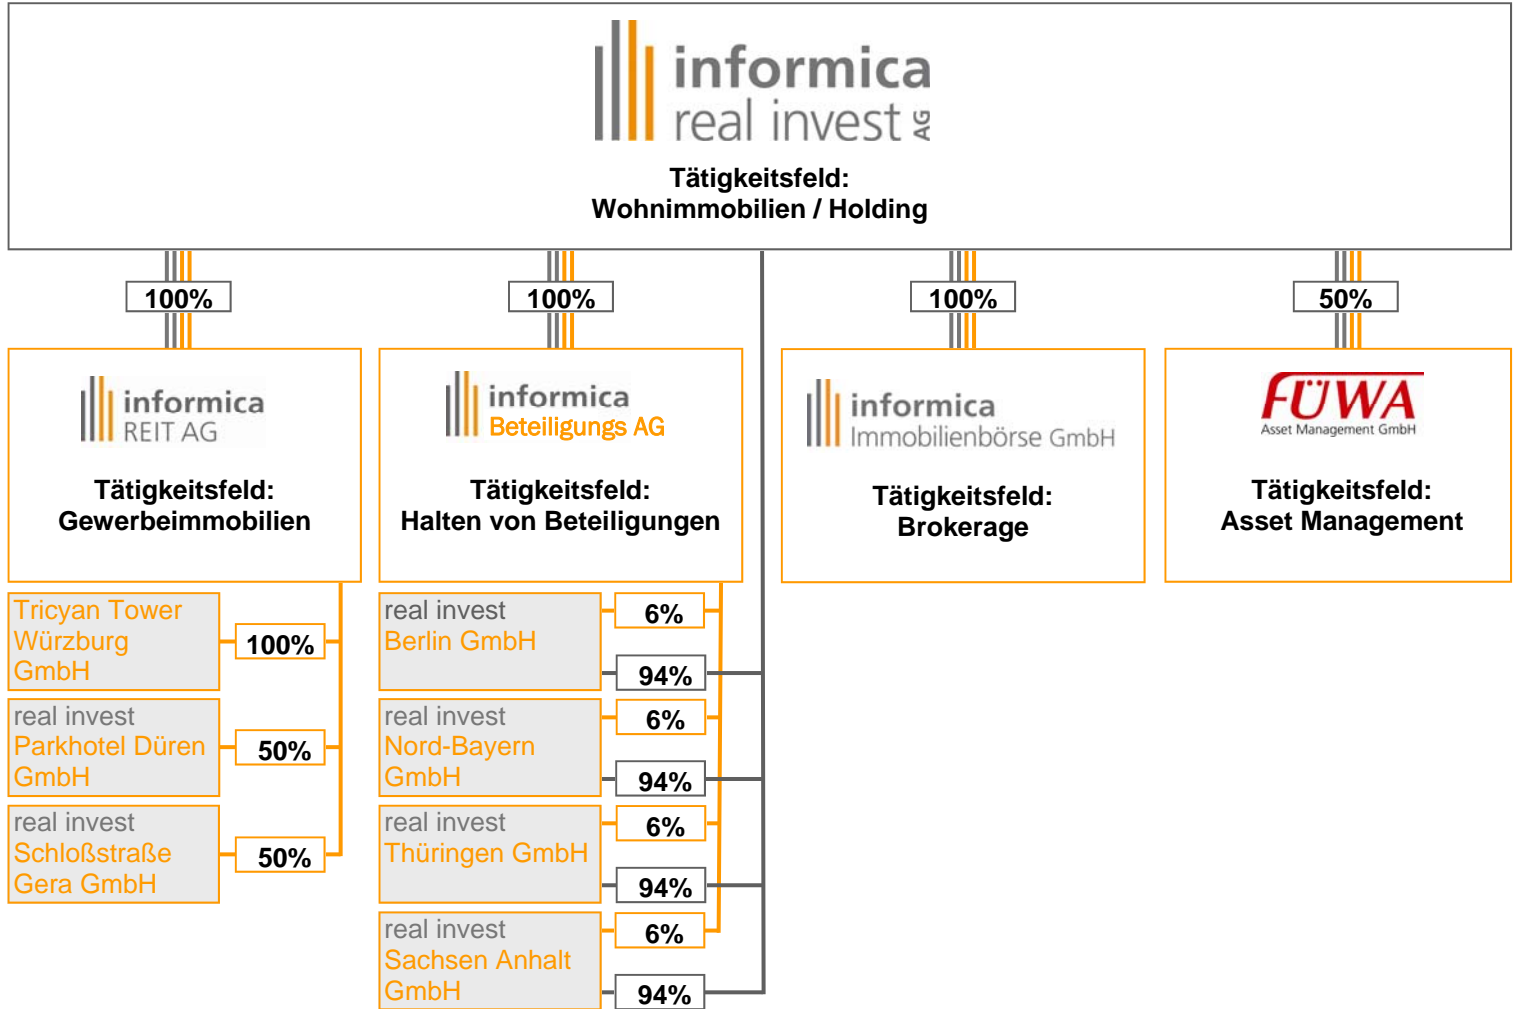 informica
real invest AG
Tätigkeitsfeld:
Wohnimmobilien / Holding
100%
100%
100%
50%
informica
REIT AG
Tätigkeitsfeld:
Gewerbeimmobilien
informica
Beteiligungs AG
Tätigkeitsfeld:
Halten von Beteiligungen
informica
Immobilienbörse GmbH
Tätigkeitsfeld:
Brokerage
FÜWA
Asset Management GmbH
Tätigkeitsfeld:
Asset Management
Tricyan Tower
Würzburg
GmbH
100%
real invest
Parkhotel Düren
GmbH
50%
real invest
Schloßstraße
Gera GmbH
50%
real invest
Berlin GmbH
6%
94%
real invest
Nord-Bayern
GmbH
6%
94%
real invest
Thüringen GmbH
6%
94%
real invest
Sachsen Anhalt
GmbH
6%
94%